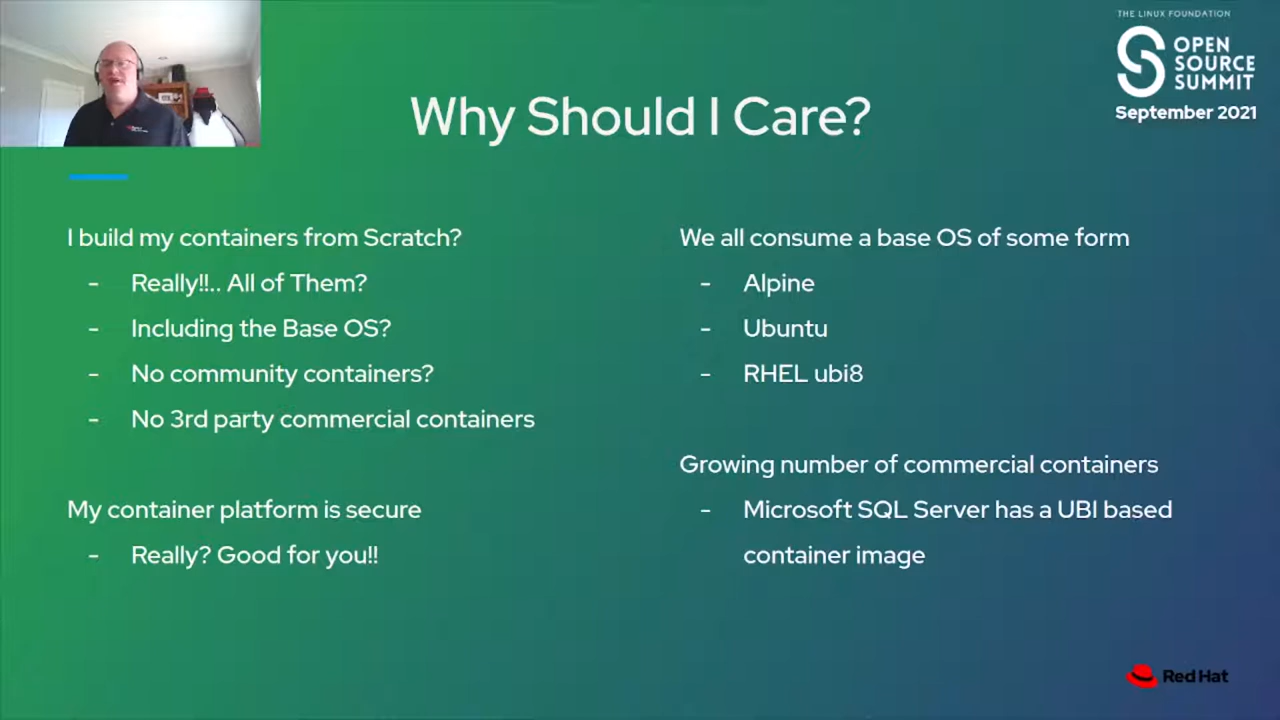 THE LINUX FOUNDATION
OPEN
SOURCE
SUMMIT
September 2021
Why Should I Care?
I build my containers from Scratch?
- Really!!.. All of Them?
- Including the Base OS?
- No community containers?
- No 3rd party commercial containers
My container platform is secure
- Really? Good for you!!
We all consume a base OS of some form
- Alpine
- Ubuntu
- RHEL ubi8
Growing number of commercial containers
- Microsoft SQL Server has a UBI based
container image
Red Hat